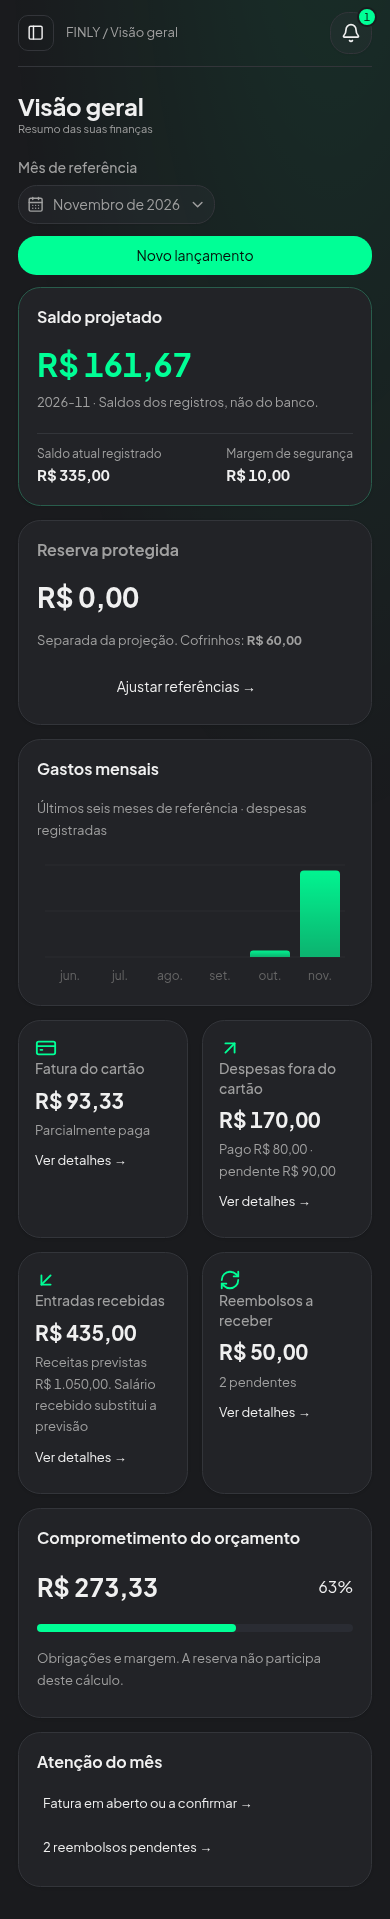 FINLY / Visão geral
1
Visão geral
Resumo das suas finanças
Mês de referência
Novembro de 2026
Novo lançamento
Saldo projetado
R$ 161,67
2026-11 · Saldos dos registros, não do banco.
Saldo atual registrado
R$ 335,00
Margem de segurança
R$ 10,00
Reserva protegida
R$ 0,00
Separada da projeção. Cofrinhos: R$ 60,00
Ajustar referências →
Gastos mensais
Últimos seis meses de referência · despesas
registradas
jun. jul. ago. set. out. nov.
Fatura do cartão
R$ 93,33
Parcialmente paga
Ver detalhes →
Despesas fora do
cartão
R$ 170,00
Pago R$ 80,00 ·
pendente R$ 90,00
Ver detalhes →
Entradas recebidas
R$ 435,00
Receitas previstas
R$ 1.050,00. Salário
recebido substitui a
previsão
Ver detalhes →
Reembolsos a
receber
R$ 50,00
2 pendentes
Ver detalhes →
Comprometimento do orçamento
R$ 273,33
63%
Obrigações e margem. A reserva não participa
deste cálculo.
Atenção do mês
Fatura em aberto ou a confirmar →
2 reembolsos pendentes →